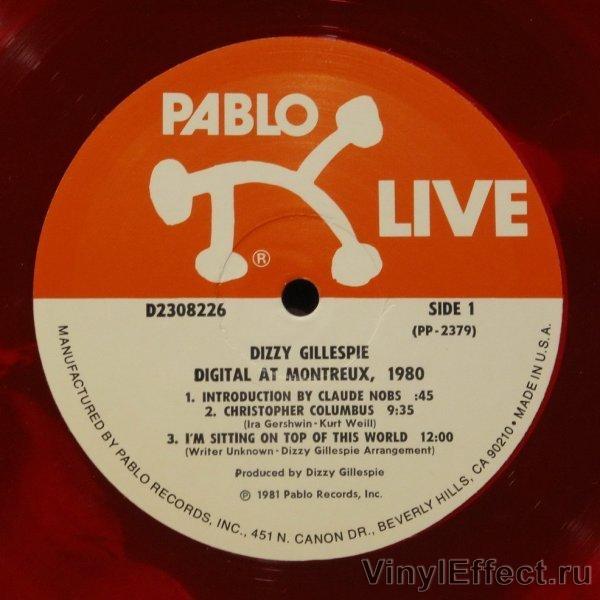 PABLO
LIVE
®
D2308226 SIDE 1
(PP-2379)
DIZZY GILLESPIE
DIGITAL AT MONTREUX, 1980
1. INTRODUCTION BY CLAUDE NOBS :45
2. CHRISTOPHER COLUMBUS 9:35
(Ira Gershwin-Kurt Weill)
3. I'M SITTING ON TOP OF THIS WORLD 12:00
(Writer Unknown-Dizzy Gillespie Arrangement)
Produced by Dizzy Gillespie
℗ 1981 Pablo Records, Inc.
MANUFACTURED BY PABLO RECORDS, INC., 451 N. CANON DR., BEVERLY HILLS, CA 90210 • MADE IN U.S.A.
VinylEffect.ru